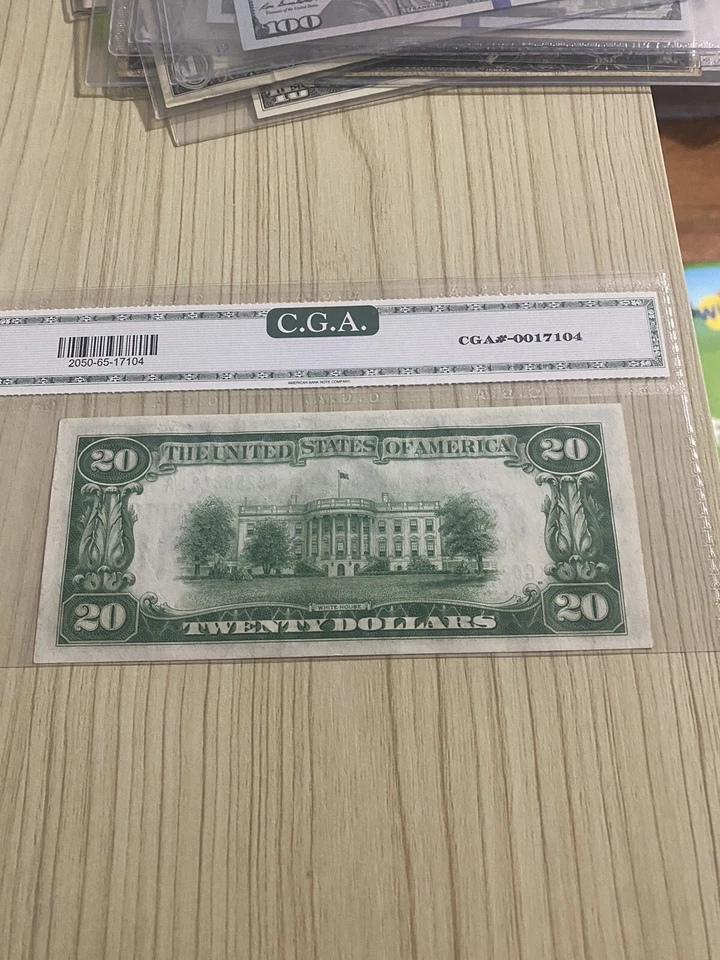 100
10
C.G.A.
CGA#-0017104
2050-65-17104
AMERICAN BANK NOTE COMPANY
20 THE UNITED STATES OF AMERICA 20
WHITE HOUSE
20 TWENTY DOLLARS 20